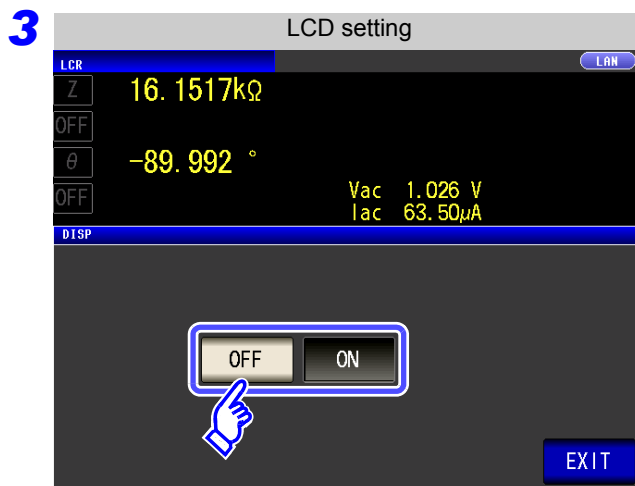 3
LCD setting
LCR
LAN
Z 16.1517kΩ
OFF
θ -89.992 °
OFF
Vac 1.026 V
Iac 63.50μA
DISP
OFF ON
EXIT